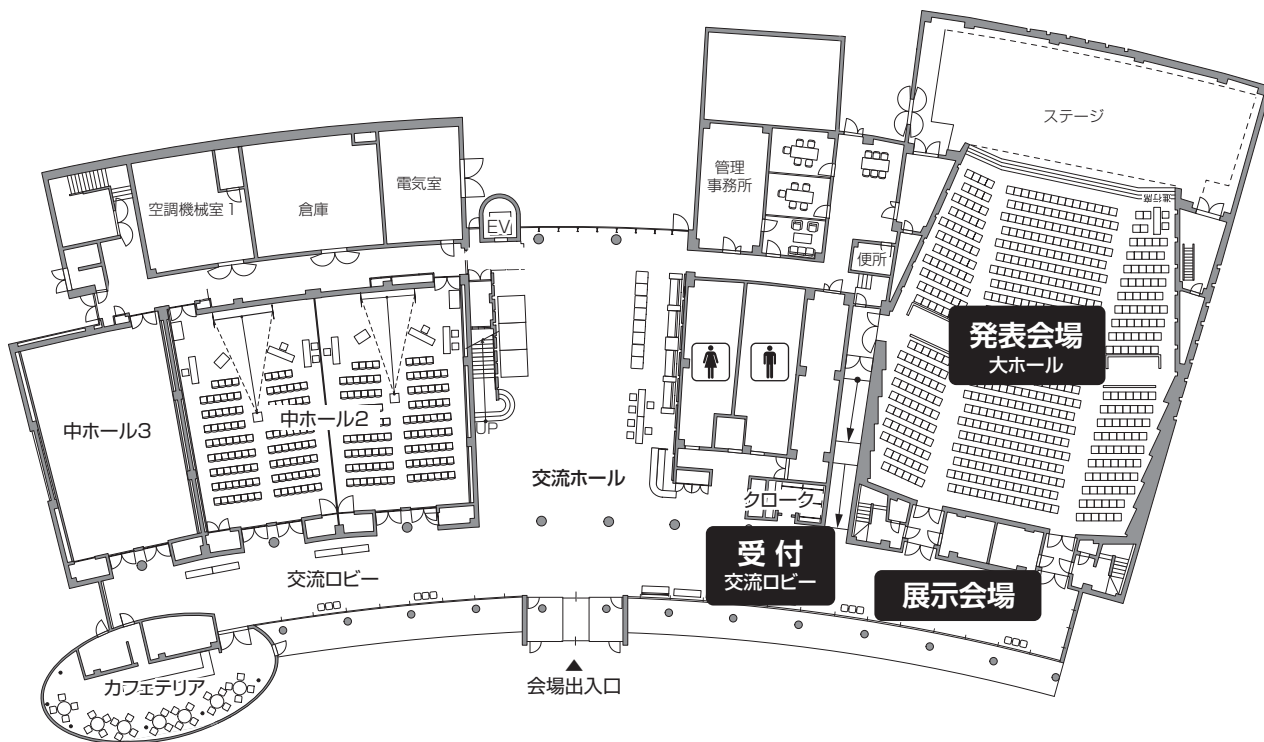 ステージ
管理
事務所
進行席
電気室
空調機械室1
倉庫
EV
便所
発表会場
大ホール
中ホール3
中ホール2
UP
交流ホール
クローク
受付
交流ロビー
交流ロビー
展示会場
カフェテリア
会場出入口